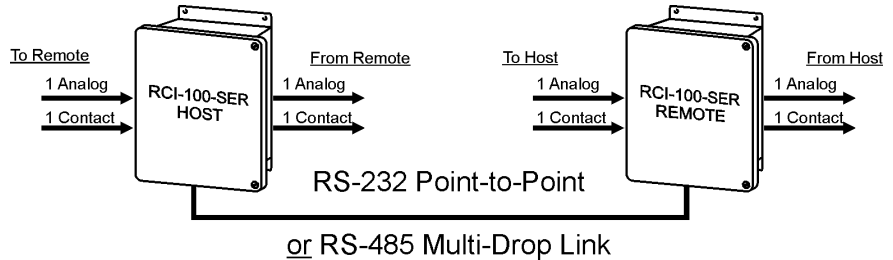 To Remote
1 Analog
1 Contact
RCI-100-SER
HOST
From Remote
1 Analog
1 Contact
To Host
1 Analog
1 Contact
RCI-100-SER
REMOTE
From Host
1 Analog
1 Contact
RS-232 Point-to-Point
or RS-485 Multi-Drop Link